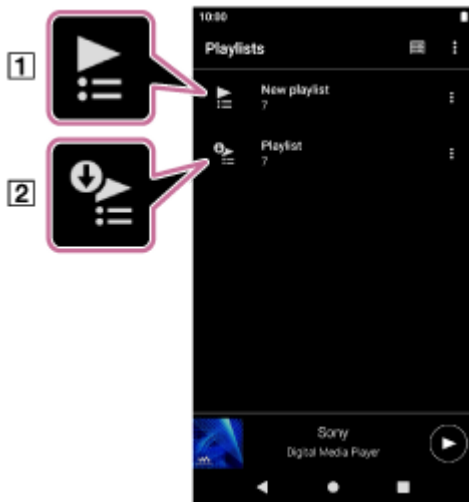 10:00
1
Playlists
New playlist
7
2
Playlist
7
Sony
Digital Media Player